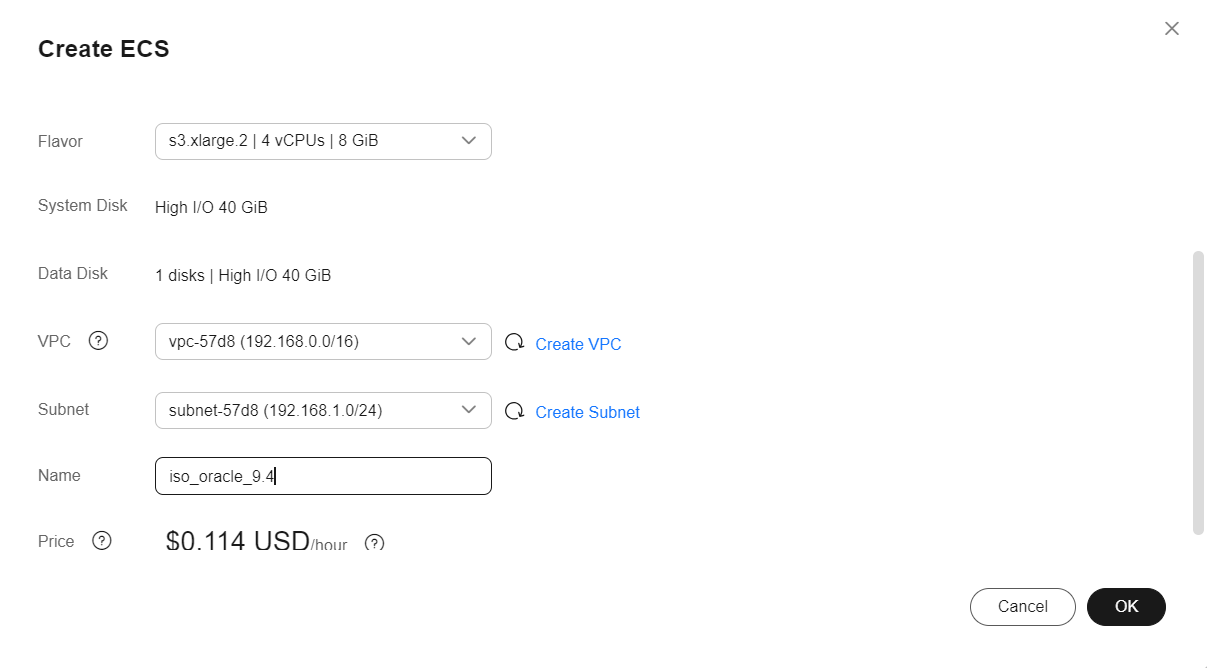 Create ECS
Flavor s3.xlarge.2 | 4 vCPUs | 8 GiB
System Disk High I/O 40 GiB
Data Disk 1 disks | High I/O 40 GiB
VPC ? vpc-57d8 (192.168.0.0/16) Create VPC
Subnet subnet-57d8 (192.168.1.0/24) Create Subnet
Name iso_oracle_9.4
Price ? $0.114 USD/hour ?
Cancel OK